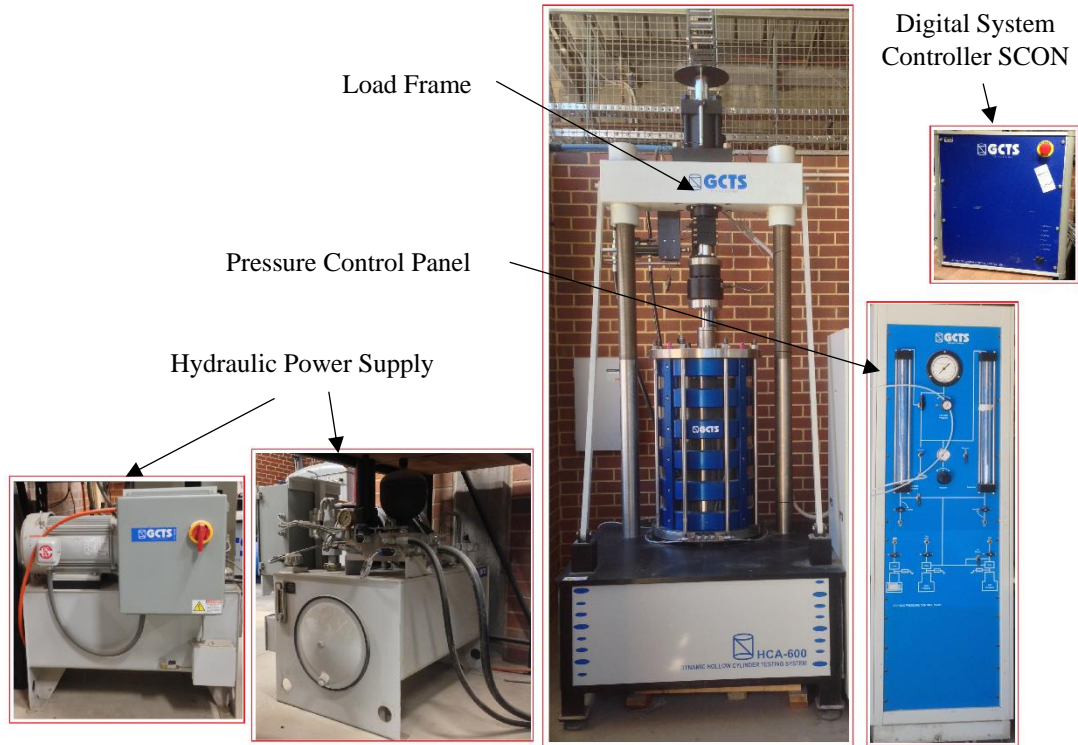 Digital System
Controller SCON
Load Frame
GCTS
GCTS
Pressure Control Panel
GCTS
Hydraulic Power Supply
GCTS
GCTS
HCA-600
DYNAMIC HOLLOW CYLINDER TESTING SYSTEM